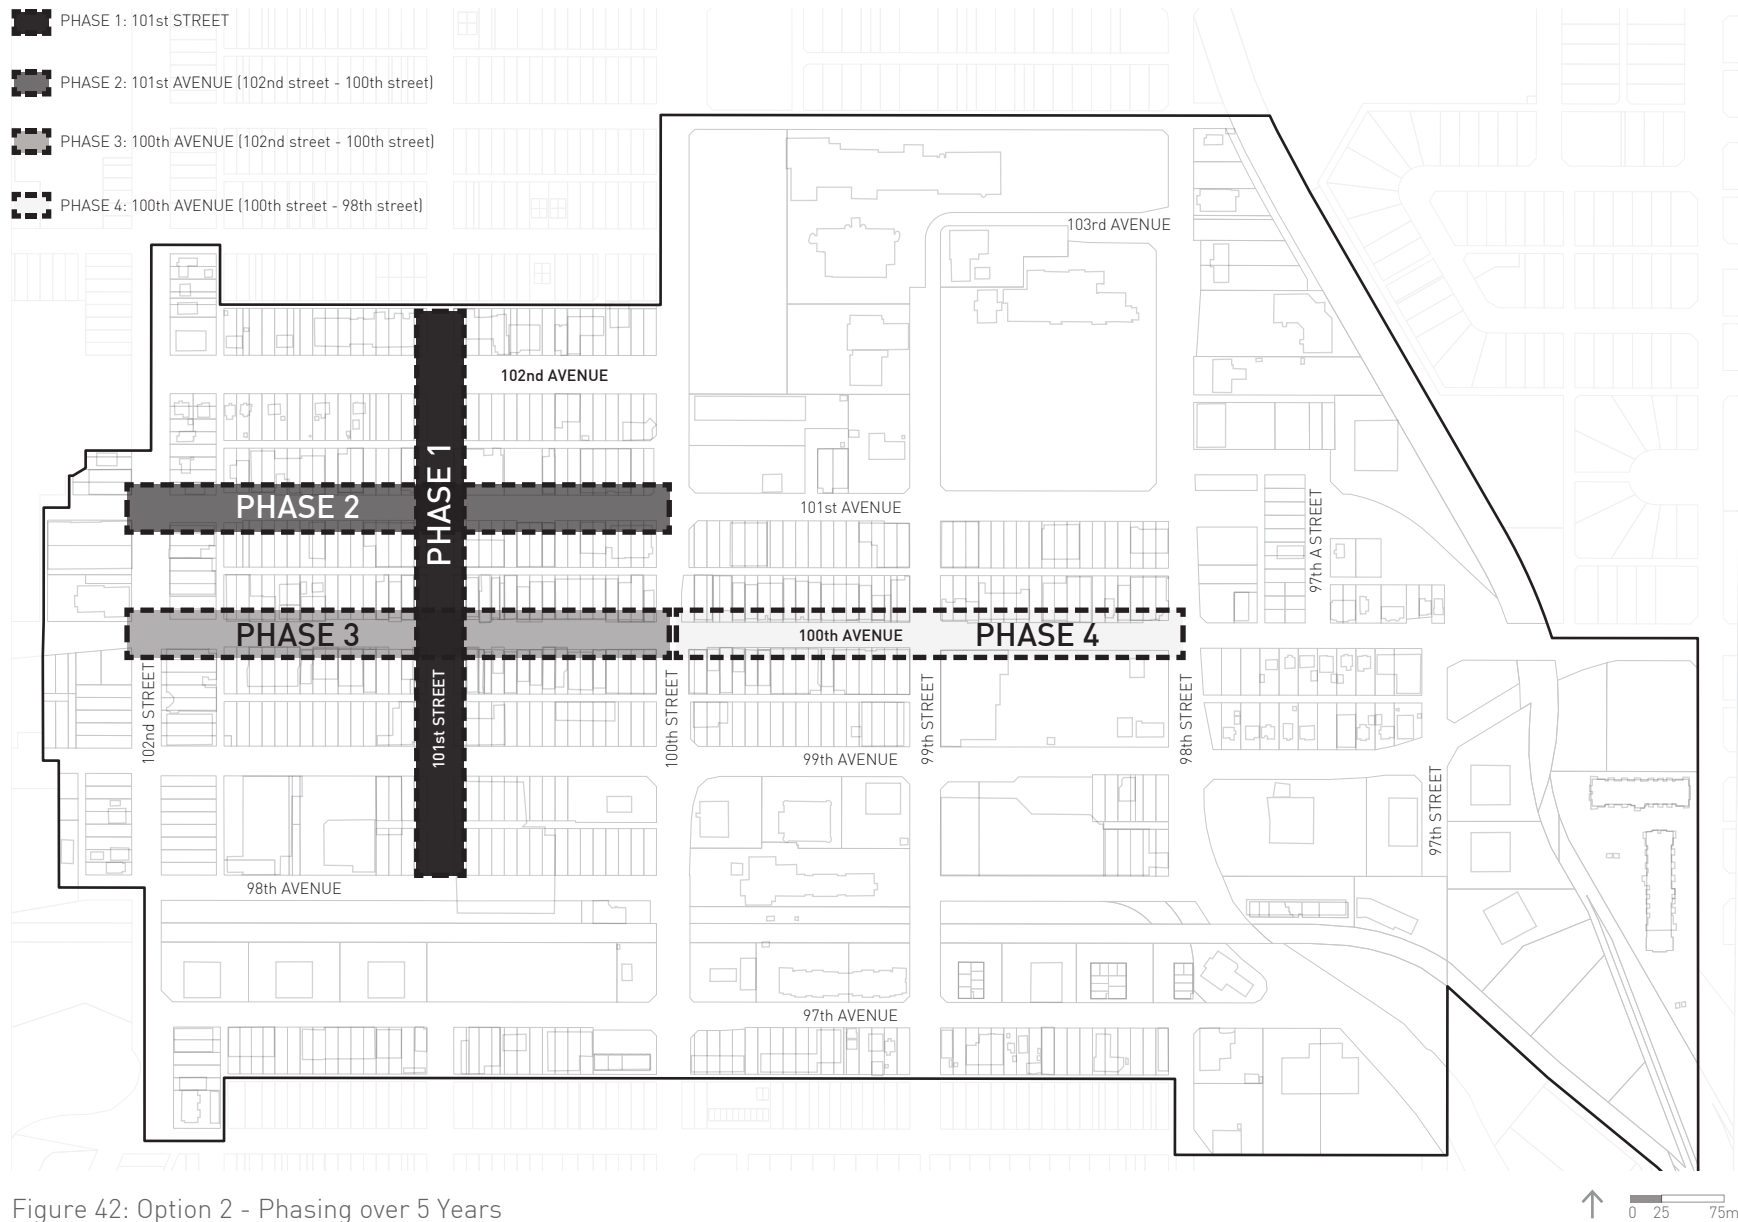 PHASE 1: 101st STREET
PHASE 2: 101st AVENUE (102nd street - 100th street)
PHASE 3: 100th AVENUE (102nd street - 100th street)
PHASE 4: 100th AVENUE (100th street - 98th street)
103rd AVENUE
102nd AVENUE
PHASE 1
PHASE 2
101st AVENUE
97th A STREET
PHASE 3
100th AVENUE
PHASE 4
102nd STREET
101st STREET
100th STREET
99th STREET
98th STREET
99th AVENUE
97th STREET
98th AVENUE
97th AVENUE
Figure 42: Option 2 - Phasing over 5 Years
0 25 75m